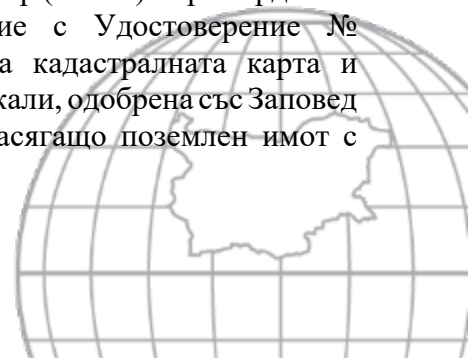 ие с Удостоверение №
а кадастралната карта и
кали, одобрена със Заповед
асягащо поземлен имот с